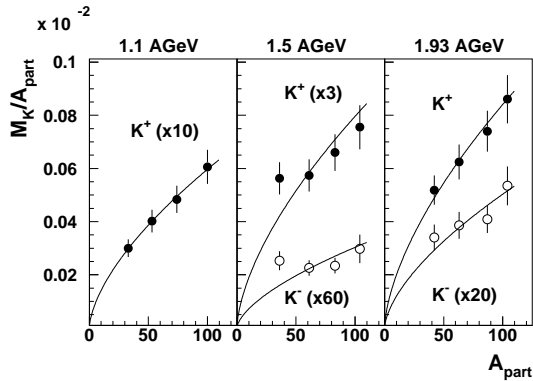 x 10 -2
1.1 AGeV
1.5 AGeV
1.93 AGeV
M_K/A_part
0.1
0.08
0.06
0.04
0.02
0
K+ (x10)
K+ (x3)
K- (x60)
K+
K- (x20)
0 50 100 0 50 100 0 50 100
A_part